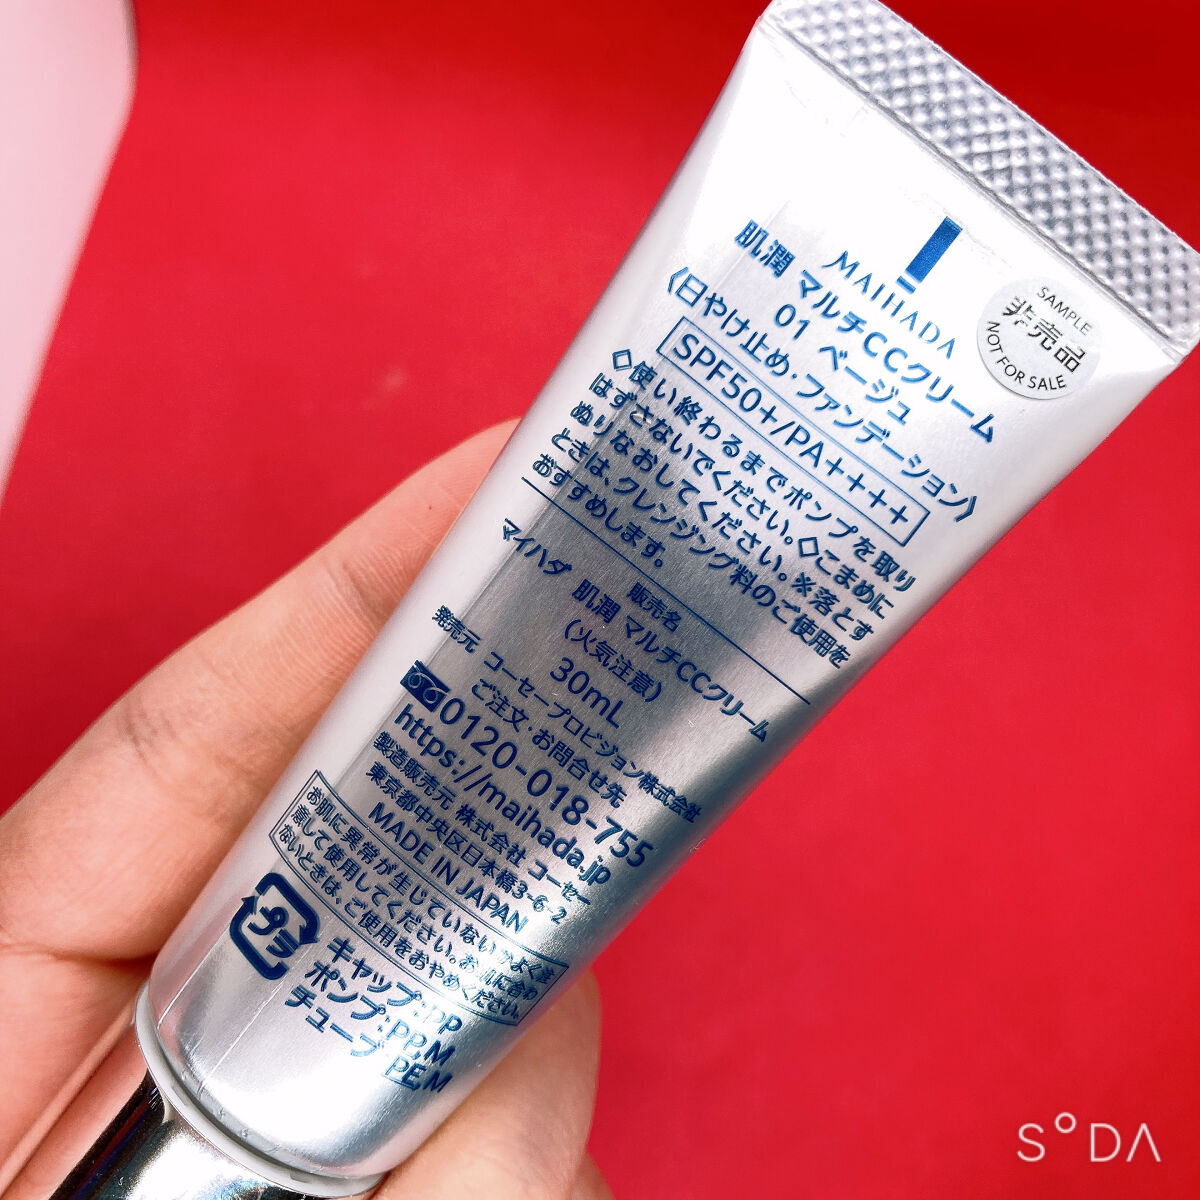 MAIHADA
肌潤 マルチCCクリーム
01 ベージュ
〈日やけ止め・ファンデーション〉
SPF50+/PA++++
◇使い終わるまでポンプを取り
はずさないでください。◇こまめに
ぬりなおしてください。※落とす
ときは、クレンジング料のご使用を
おすすめします。
販売名
マイハダ 肌潤 マルチCCクリーム
(火気注意)
30mL
発売元 コーセープロビジョン株式会社
ご注文・お問合せ先
0120-018-755
https://maihada.jp
製造販売元 株式会社 コーセー
東京都中央区日本橋3-6-2
MADE IN JAPAN
お肌に異常が生じていないかよく注
意して使用してください。お肌に合わ
ないときは、ご使用をおやめください。
プラ
キャップ:PP
ポンプ:PP,M
チューブ:PE,M
SAMPLE
非売品
NOT FOR SALE
SODA